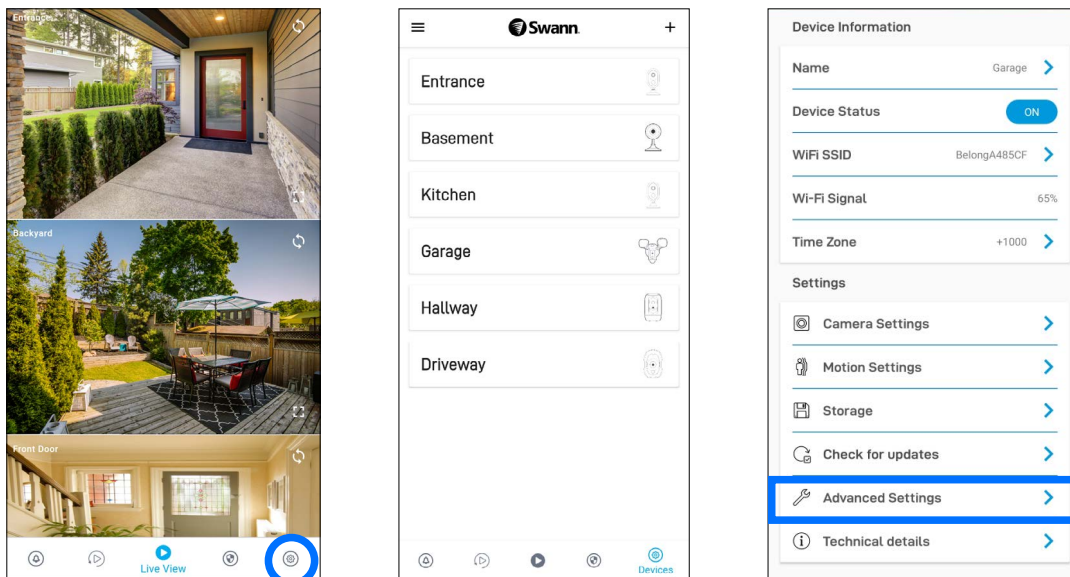 Entrance
Backyard
Front Door
Live View
Swann
Entrance
Basement
Kitchen
Garage
Hallway
Driveway
Devices
Device Information
Name Garage
Device Status ON
WiFi SSID BelongA485CF
Wi-Fi Signal 65%
Time Zone +1000
Settings
Camera Settings
Motion Settings
Storage
Check for updates
Advanced Settings
Technical details